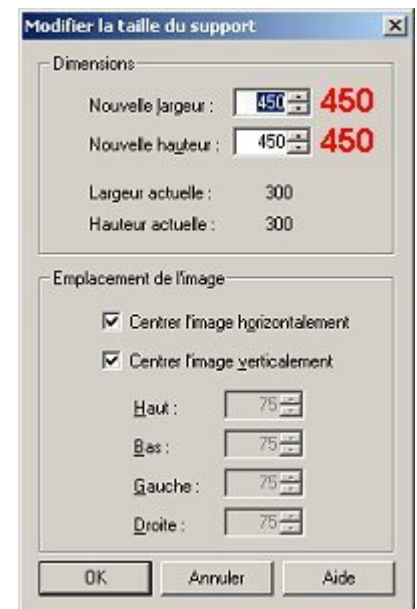 Modifier la taille du support
Dimensions
Nouvelle largeur : 450 450
Nouvelle hauteur : 450 450
Largeur actuelle : 300
Hauteur actuelle : 300
Emplacement de l'image
Centrer l'image horizontalement
Centrer l'image verticalement
Haut : 75
Bas : 75
Gauche : 75
Droite : 75
OK Annuler Aide